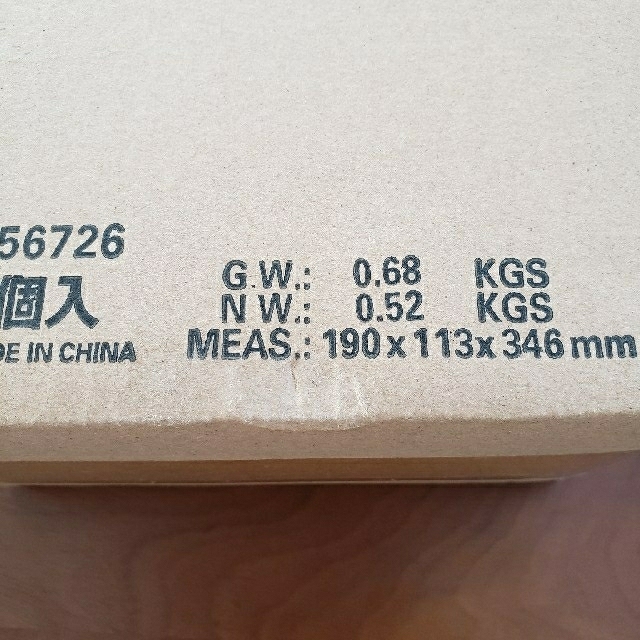 56726
個入
DE IN CHINA
G.W.: 0.68 KGS
N W.: 0.52 KGS
MEAS.: 190x113x346mm